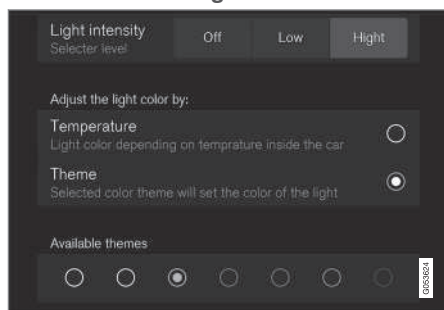 Light intensity
Selecter level
Off Low Hight
Adjust the light color by:
Temperature
Light color depending on temprature inside the car
Theme
Selected color theme will set the color of the light
Available themes
G053624